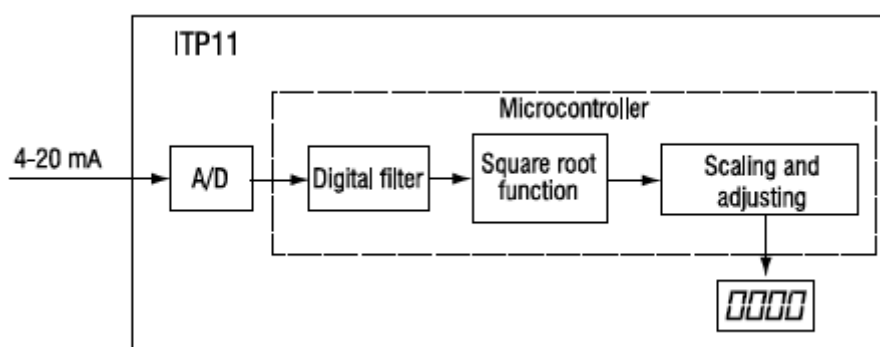 ITP11
Microcontroller
4-20 mA
A/D
Digital filter
Square root
function
Scaling and
adjusting
0000